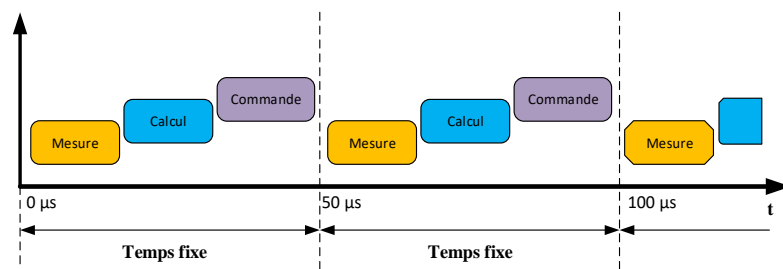 Commande
Commande
Calcul
Calcul
Mesure
Mesure
Mesure
0 µs
50 µs
100 µs
t
Temps fixe
Temps fixe